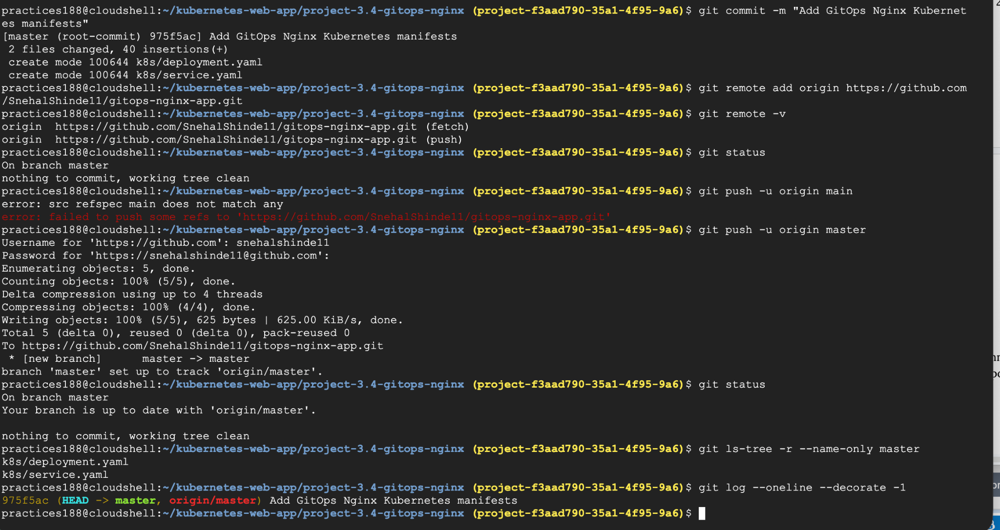 practices188@cloudshell:~/kubernetes-web-app/project-3.4-gitops-nginx (project-f3aad790-35a1-4f95-9a6)$ git commit -m "Add GitOps Nginx Kubernet
es manifests"
[master (root-commit) 975f5ac] Add GitOps Nginx Kubernetes manifests
 2 files changed, 40 insertions(+)
 create mode 100644 k8s/deployment.yaml
 create mode 100644 k8s/service.yaml
practices188@cloudshell:~/kubernetes-web-app/project-3.4-gitops-nginx (project-f3aad790-35a1-4f95-9a6)$ git remote add origin https://github.com
/SnehalShinde11/gitops-nginx-app.git
practices188@cloudshell:~/kubernetes-web-app/project-3.4-gitops-nginx (project-f3aad790-35a1-4f95-9a6)$ git remote -v
origin  https://github.com/SnehalShinde11/gitops-nginx-app.git (fetch)
origin  https://github.com/SnehalShinde11/gitops-nginx-app.git (push)
practices188@cloudshell:~/kubernetes-web-app/project-3.4-gitops-nginx (project-f3aad790-35a1-4f95-9a6)$ git status
On branch master
nothing to commit, working tree clean
practices188@cloudshell:~/kubernetes-web-app/project-3.4-gitops-nginx (project-f3aad790-35a1-4f95-9a6)$ git push -u origin main
error: src refspec main does not match any
error: failed to push some refs to 'https://github.com/SnehalShinde11/gitops-nginx-app.git'
practices188@cloudshell:~/kubernetes-web-app/project-3.4-gitops-nginx (project-f3aad790-35a1-4f95-9a6)$ git push -u origin master
Username for 'https://github.com': snehalshinde11
Password for 'https://snehalshinde11@github.com':
Enumerating objects: 5, done.
Counting objects: 100% (5/5), done.
Delta compression using up to 4 threads
Compressing objects: 100% (4/4), done.
Writing objects: 100% (5/5), 625 bytes | 625.00 KiB/s, done.
Total 5 (delta 0), reused 0 (delta 0), pack-reused 0
To https://github.com/SnehalShinde11/gitops-nginx-app.git
 * [new branch]      master -> master
branch 'master' set up to track 'origin/master'.
practices188@cloudshell:~/kubernetes-web-app/project-3.4-gitops-nginx (project-f3aad790-35a1-4f95-9a6)$ git status
On branch master
Your branch is up to date with 'origin/master'.
nothing to commit, working tree clean
practices188@cloudshell:~/kubernetes-web-app/project-3.4-gitops-nginx (project-f3aad790-35a1-4f95-9a6)$ git ls-tree -r --name-only master
k8s/deployment.yaml
k8s/service.yaml
practices188@cloudshell:~/kubernetes-web-app/project-3.4-gitops-nginx (project-f3aad790-35a1-4f95-9a6)$ git log --oneline --decorate -1
975f5ac (HEAD -> master, origin/master) Add GitOps Nginx Kubernetes manifests
practices188@cloudshell:~/kubernetes-web-app/project-3.4-gitops-nginx (project-f3aad790-35a1-4f95-9a6)$